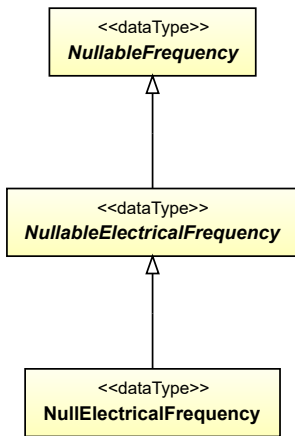 <<dataType>>
NullableFrequency
<<dataType>>
NullableElectricalFrequency
<<dataType>>
NullElectricalFrequency